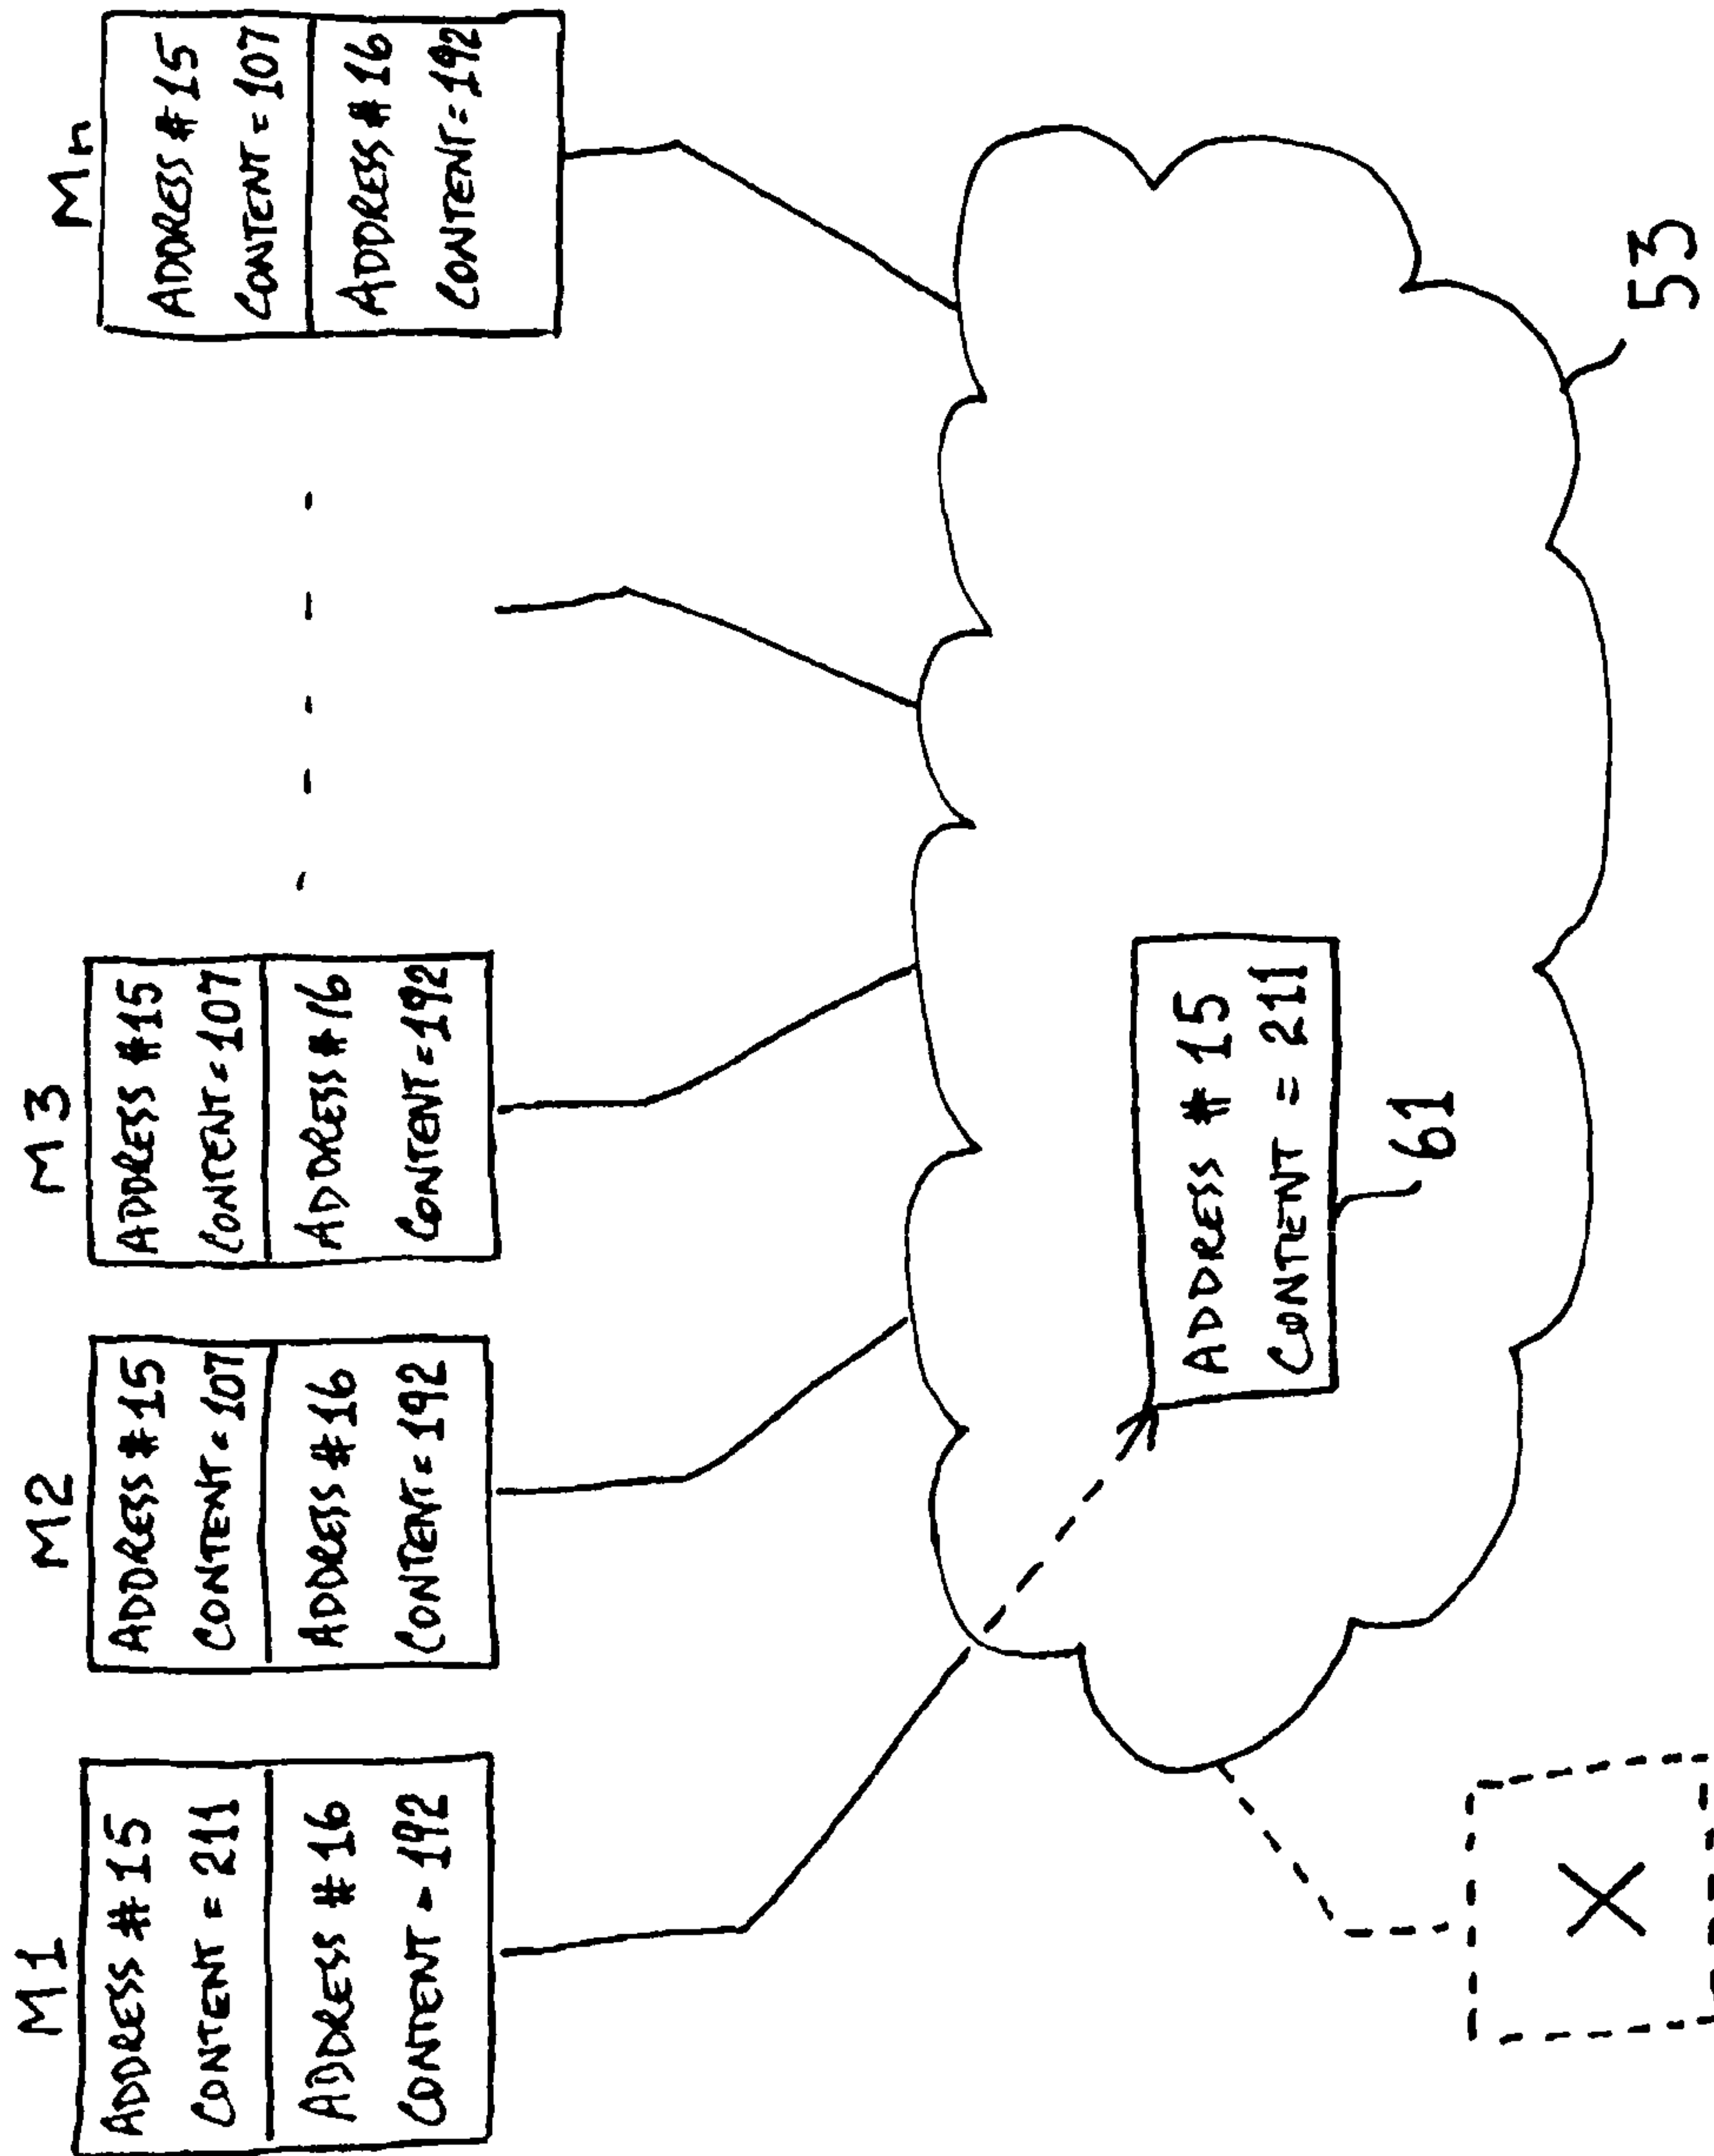 M1
ADDRESS #15
CONTENT = 211
ADDRESS #16
CONTENT = 192
M2
ADDRESS #15
CONTENT = 107
ADDRESS #16
CONTENT = 192
M3
ADDRESS #15
CONTENT = 107
ADDRESS #16
CONTENT = 192
Mn
ADDRESS #15
CONTENT = 107
ADDRESS #16
CONTENT = 192
ADDRESS #15
CONTENT = 211
61
53
X